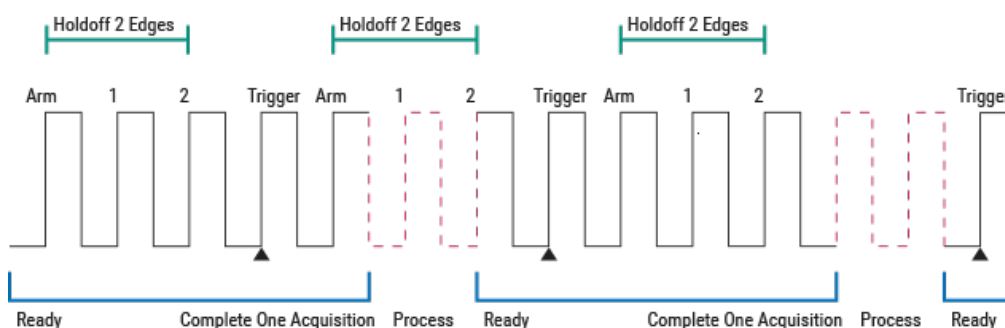 Holdoff 2 Edges Holdoff 2 Edges Holdoff 2 Edges
Arm 1 2 Trigger Arm 1 2 Trigger Arm 1 2 Trigger
Ready Complete One Acquisition Process Ready Complete One Acquisition Process Ready